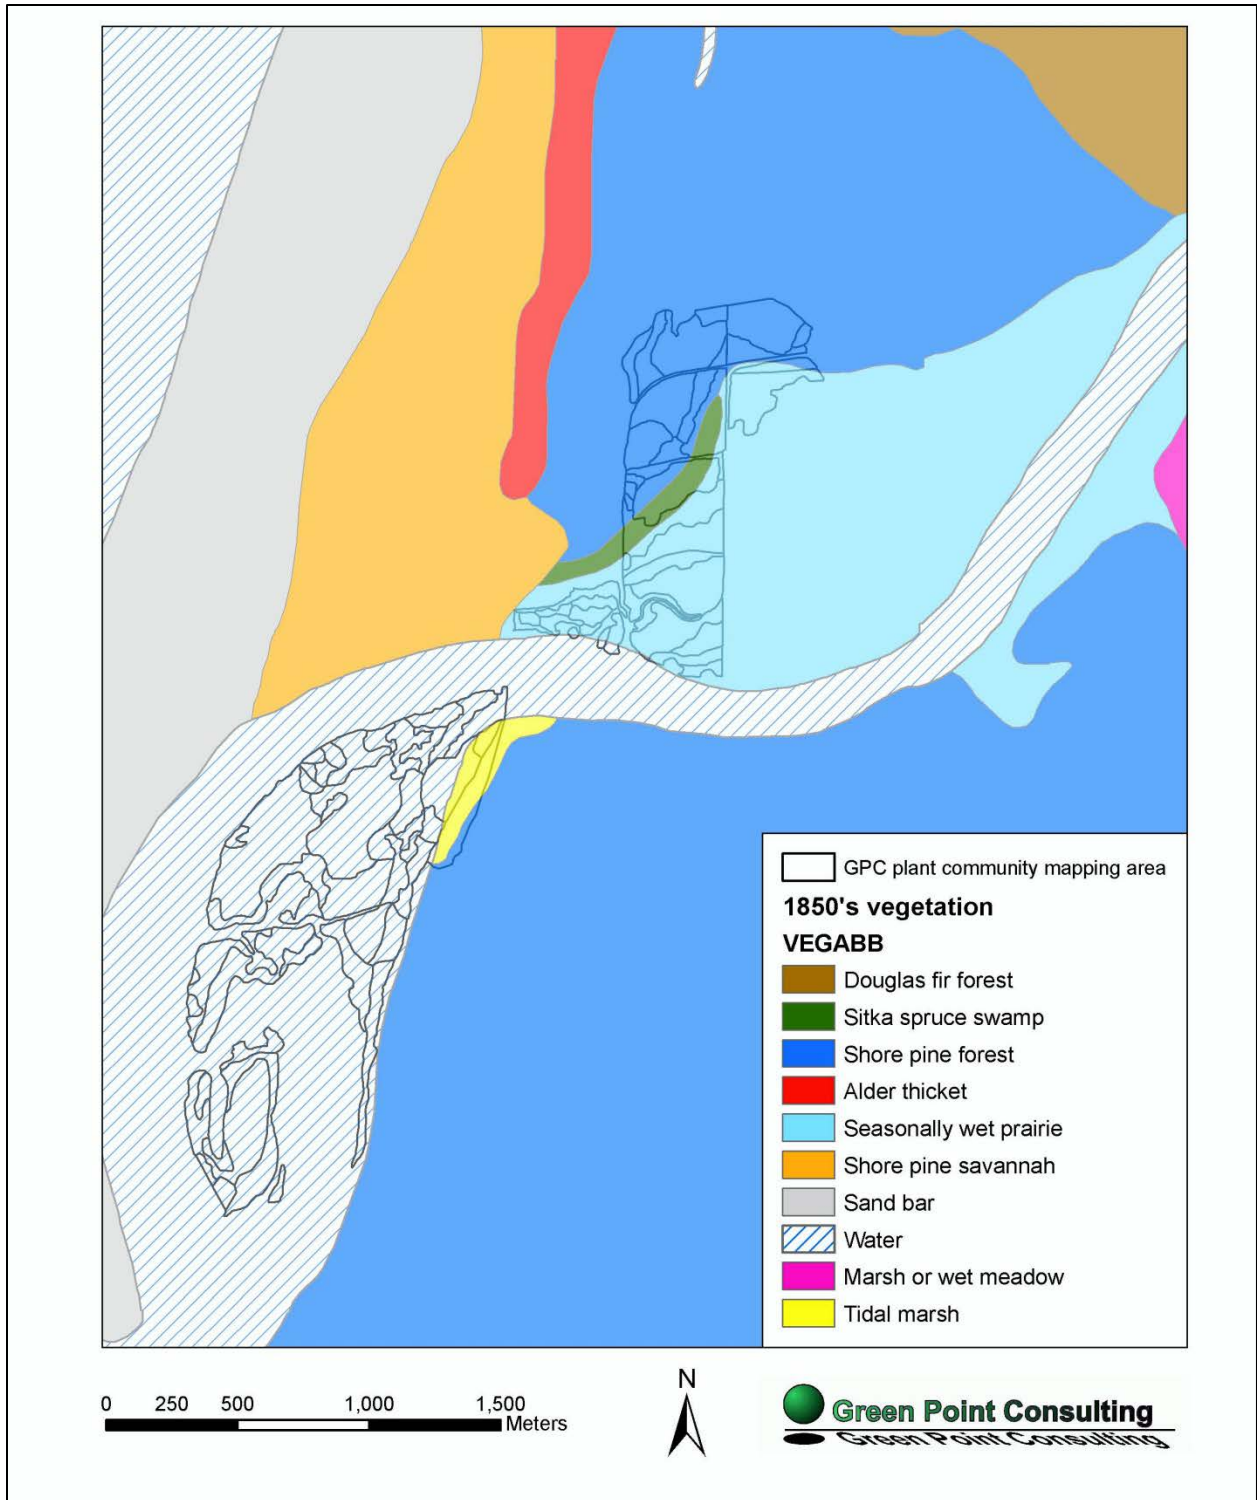 GPC plant community mapping area
1850's vegetation
VEGABB
Douglas fir forest
Sitka spruce swamp
Shore pine forest
Alder thicket
Seasonally wet prairie
Shore pine savannah
Sand bar
Water
Marsh or wet meadow
Tidal marsh
0 250 500 1,000 1,500
Meters
N
Green Point Consulting
Green Point Consulting